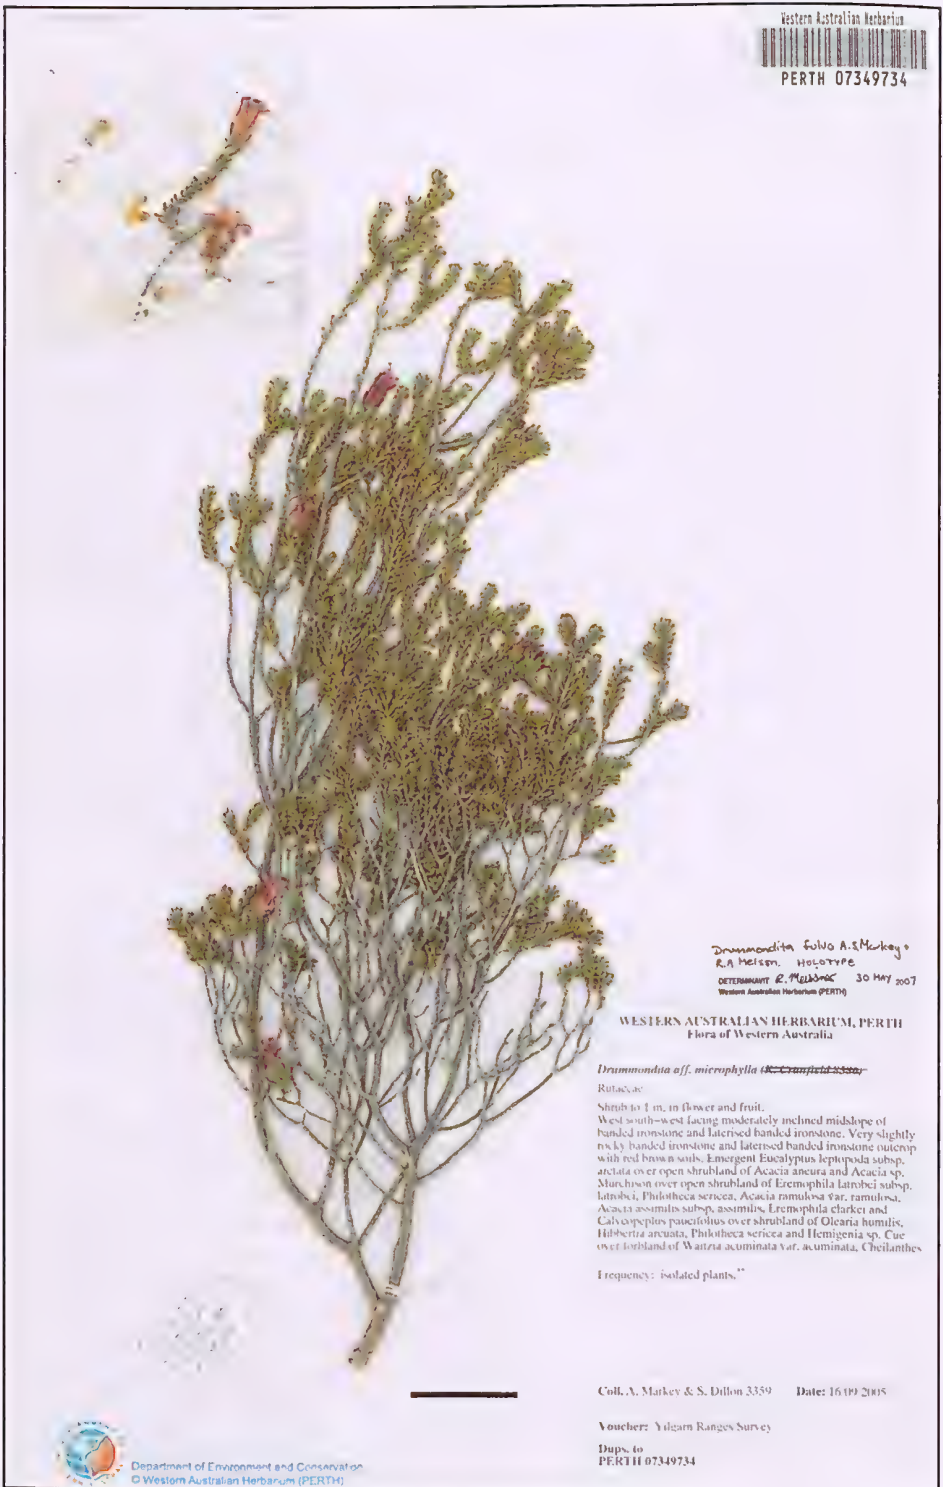 Western Australian Herbarium
PERTH 07349734
Drummondita fulva A.S.Markey &
R.A. Meissn. HOLOTYPE
DETERMINAVIT R. Meissner 30 MAY 2007
Western Australian Herbarium (PERTH)
WESTERN AUSTRALIAN HERBARIUM, PERTH
Flora of Western Australia
Drummondita aff. microphylla
Rutaceae
Shrub to 1 m, in flower and fruit.
West south-west facing moderately inclined midslope of
banded ironstone and laterised banded ironstone. Very slightly
rocky banded ironstone and laterised banded ironstone outcrop
with red brown soils. Emergent Eucalyptus leptopoda subsp.
arctata over open shrubland of Acacia aneura and Acacia sp.
Murchison over open shrubland of Eremophila latrobei subsp.
latrobei, Philotheca sericea, Acacia ramulosa var. ramulosa,
Acacia assimilis subsp. assimilis, Eremophila clarkei and
Calycopeplus paucifolius over shrubland of Olearia humilis,
Hibbertia arcuata, Philotheca sericea and Hemigenia sp. Cue
over forbland of Waitzia acuminata var. acuminata, Cheilanthes
Frequency: isolated plants.
Coll. A. Markey & S. Dillon 3359 Date: 16 09 2005
Voucher: Yilgarn Ranges Survey
Dups. to
PERTH 07349734
Department of Environment and Conservation
© Western Australian Herbarium (PERTH)